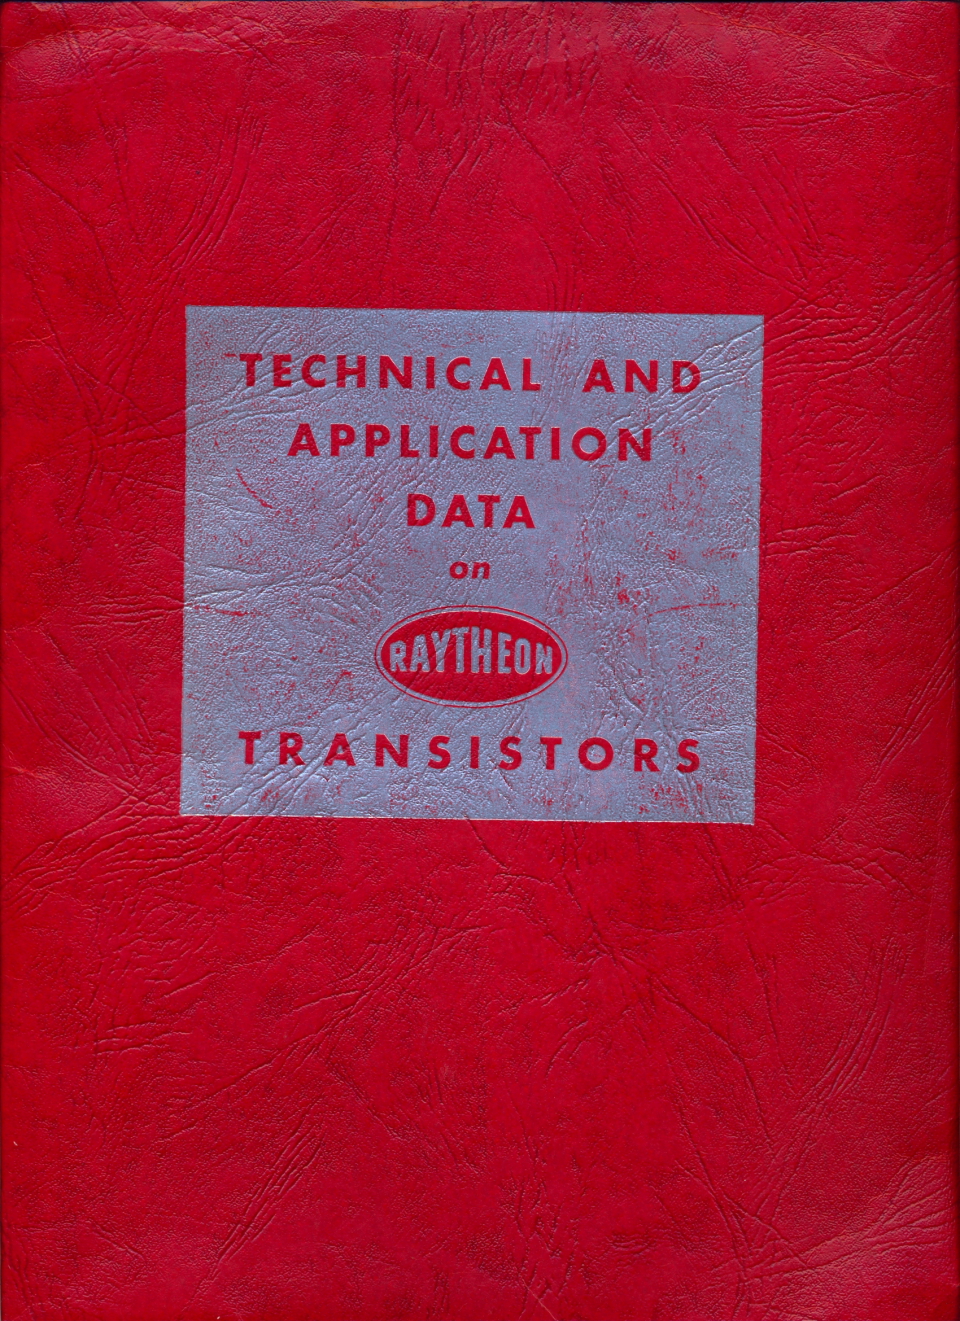 TECHNICAL AND
APPLICATION
DATA
on
RAYTHEON
TRANSISTORS